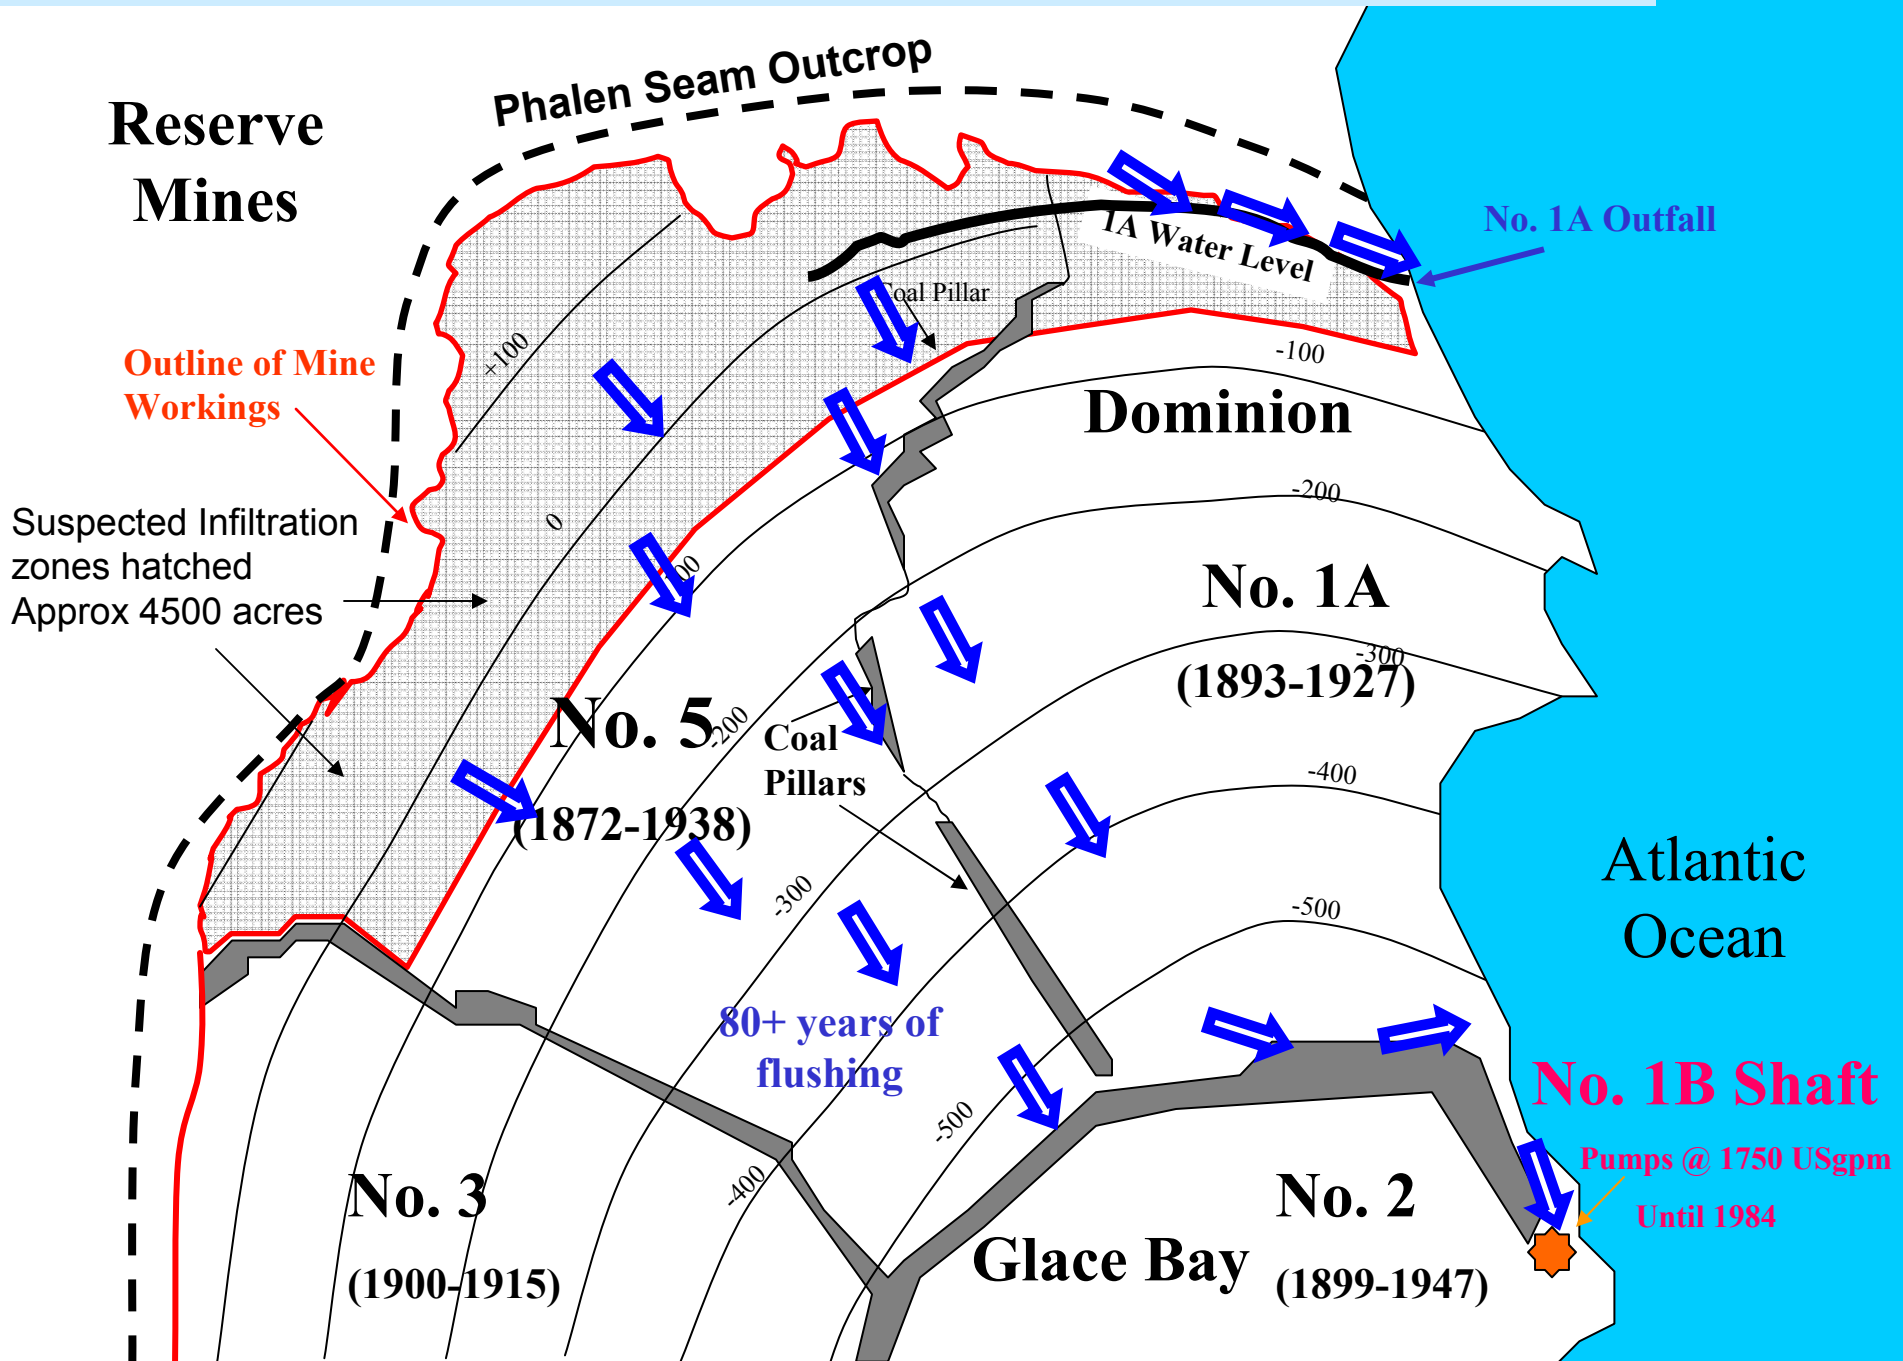 Phalen Seam Outcrop
Reserve
Mines
No. 1A Outfall
1A Water Level
Coal Pillar
+100
-100
Outline of Mine
Workings
Dominion
-200
0
Suspected Infiltration
zones hatched
Approx 4500 acres
No. 1A
(1893-1927)
-300
No. 5
(1872-1938)
-200
Coal
Pillars
-400
-300
-500
Atlantic
Ocean
80+ years of
flushing
-500
No. 1B Shaft
Pumps @ 1750 USgpm
Until 1984
-400
No. 3
(1900-1915)
Glace Bay
No. 2
(1899-1947)